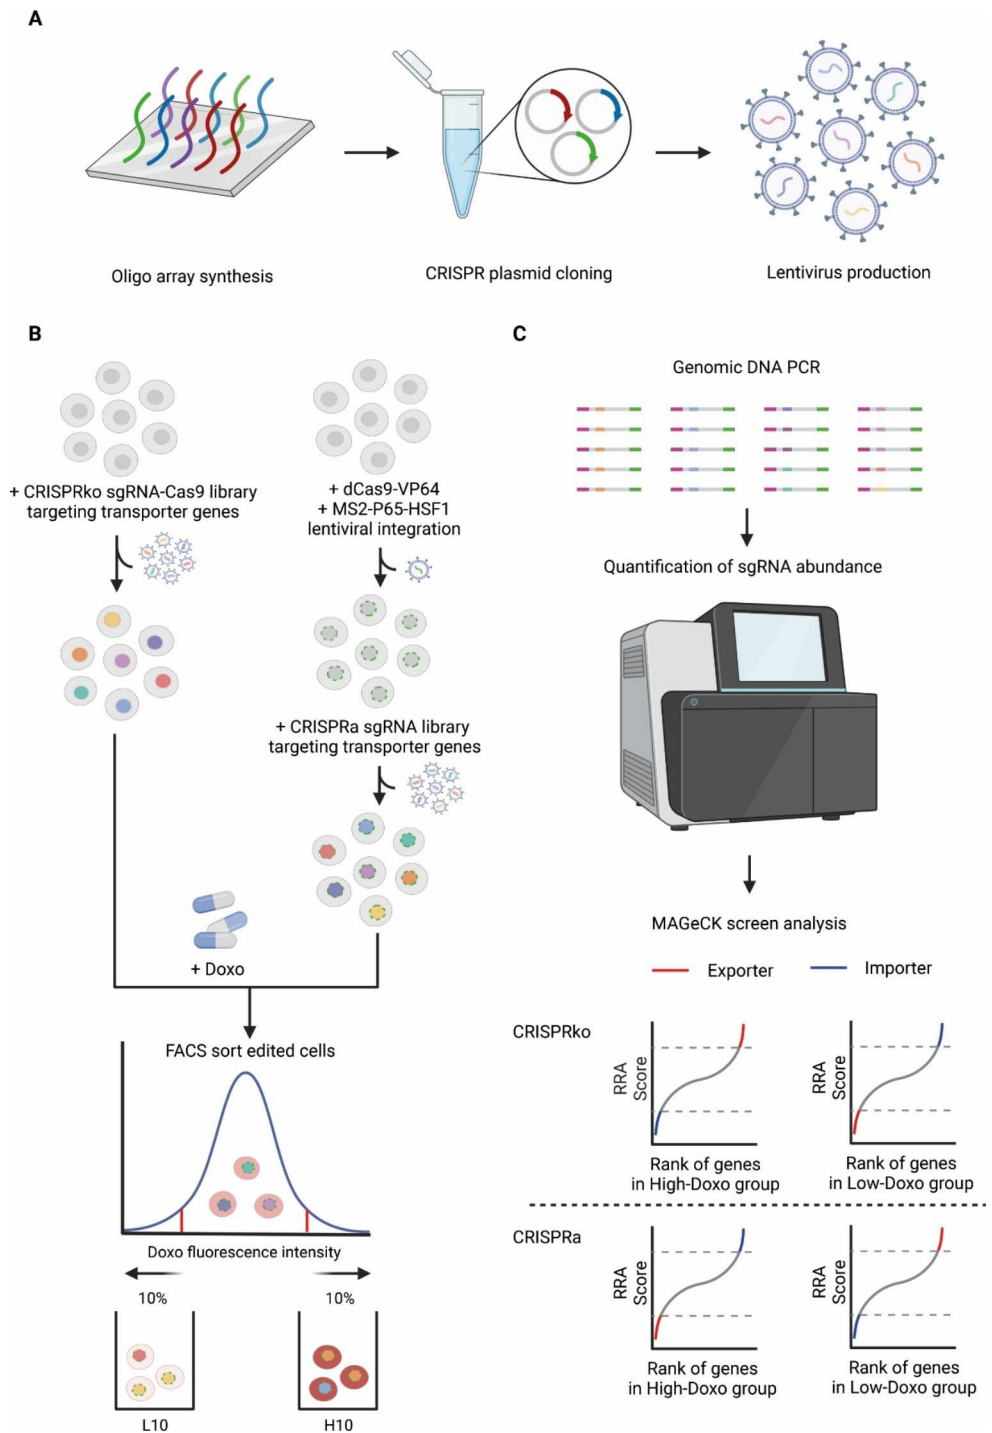 A
Oligo array synthesis
CRISPR plasmid cloning
Lentivirus production
B
+ CRISPRko sgRNA-Cas9 library
targeting transporter genes
+ dCas9-VP64
+ MS2-P65-HSF1
lentiviral integration
+ CRISPRa sgRNA library
targeting transporter genes
+ Doxo
FACS sort edited cells
Doxo fluorescence intensity
10%
10%
L10
H10
C
Genomic DNA PCR
Quantification of sgRNA abundance
MAGeCK screen analysis
Exporter
Importer
CRISPRko
RRA
Score
Rank of genes
in High-Doxo group
RRA
Score
Rank of genes
in Low-Doxo group
CRISPRa
RRA
Score
Rank of genes
in High-Doxo group
RRA
Score
Rank of genes
in Low-Doxo group